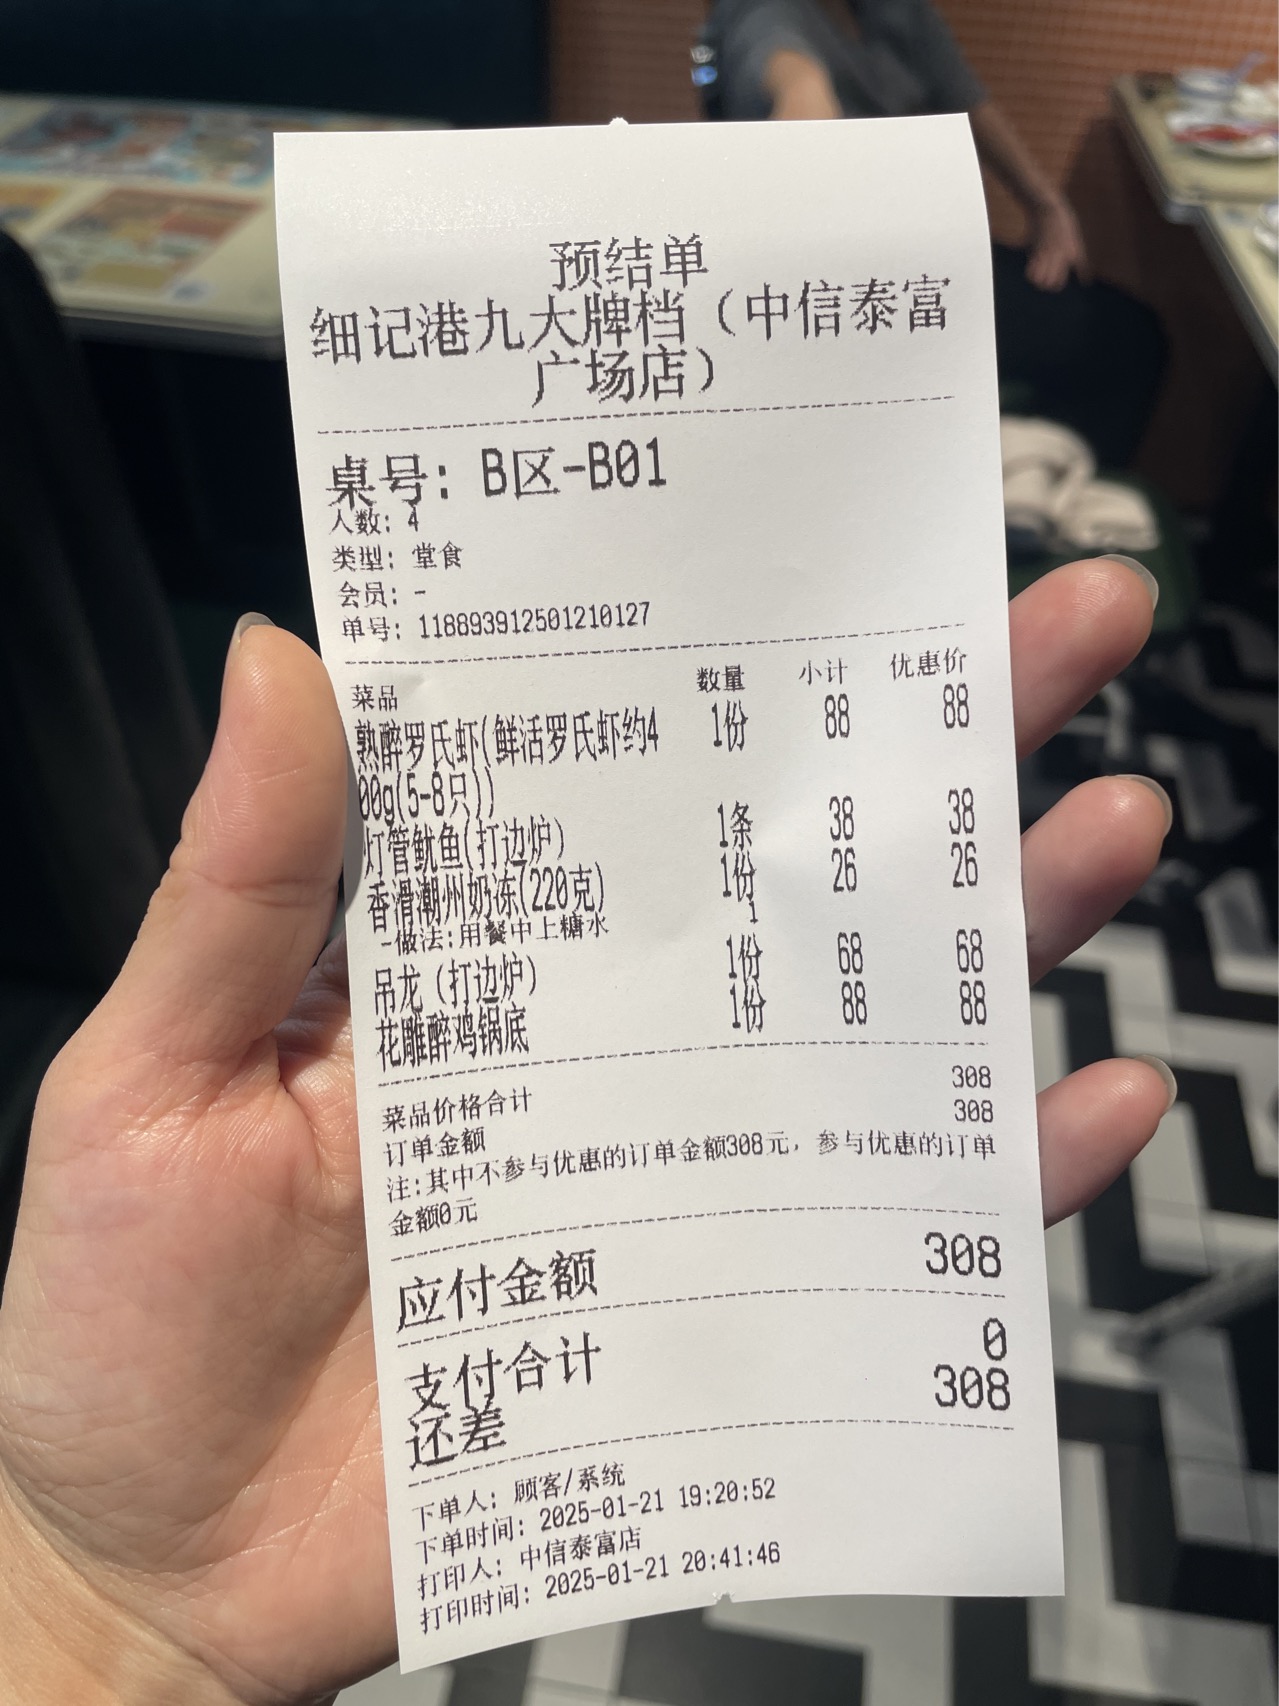 预结单
细记港九大牌档（中信泰富
广场店）
桌号：B区-B01
人数：4
类型：堂食
会员：-
单号：118893912501210127
菜品 数量 小计 优惠价
熟醉罗氏虾(鲜活罗氏虾约4 1份 88 88
00g(5-8只))
灯管鱿鱼(打边炉) 1条 38 38
香滑潮州奶冻(220克) 1份 26 26
-做法:用餐中上糖水 1
吊龙（打边炉） 1份 68 68
花雕醉鸡锅底 1份 88 88
菜品价格合计 308
订单金额 308
注:其中不参与优惠的订单金额308元，参与优惠的订单
金额0元
应付金额 308
支付合计 0
还差 308
下单人：顾客/系统
下单时间：2025-01-21 19:20:52
打印人：中信泰富店
打印时间：2025-01-21 20:41:46